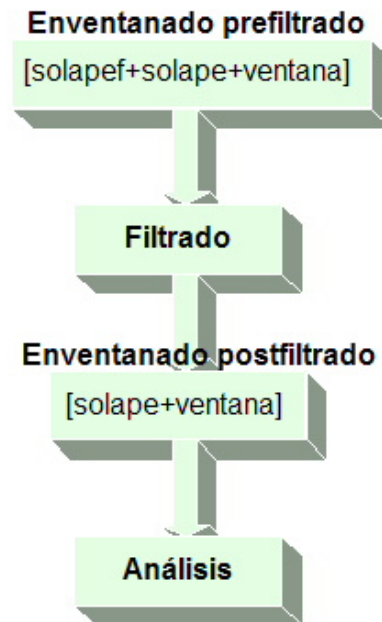 Enventanado prefiltrado
[solapef+solape+ventana]
Filtrado
Enventanado postfiltrado
[solape+ventana]
Análisis